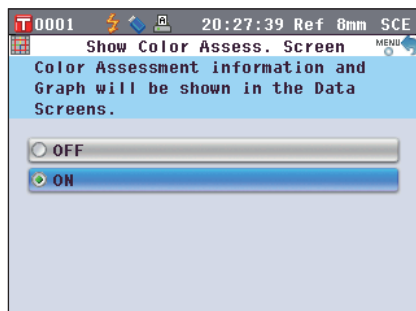 T0001 A 20:27:39 Ref 8mm SCE
Show Color Assess. Screen MENU
Color Assessment information and
Graph will be shown in the Data
Screens.
OFF
ON